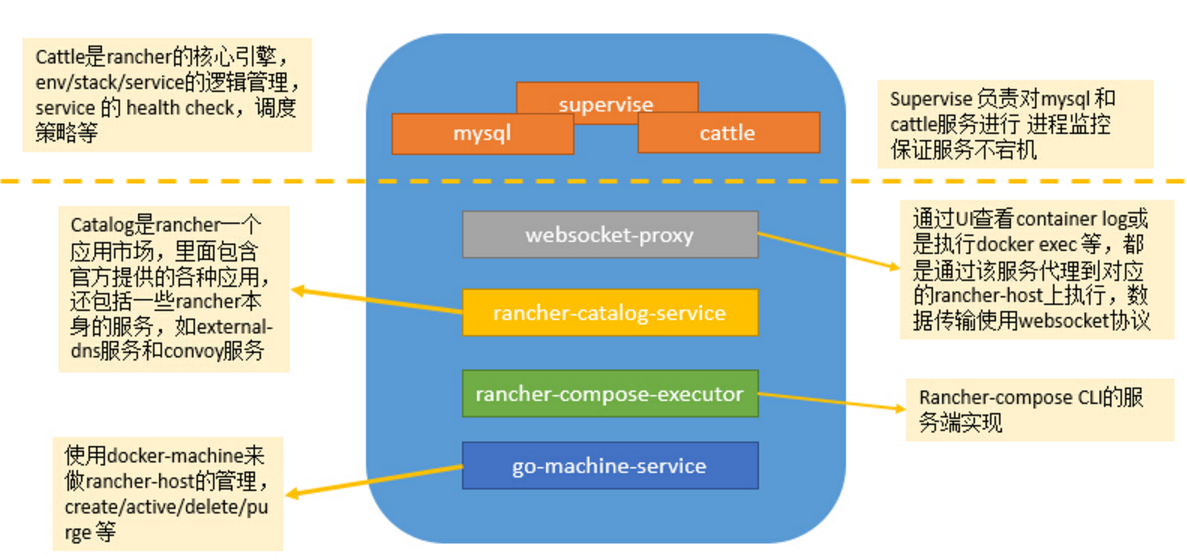 Cattle是rancher的核心引擎，
env/stack/service的逻辑管理，
service 的 health check，调度
策略等
supervise
mysql
cattle
Supervise 负责对mysql 和
cattle服务进行 进程监控
保证服务不宕机
Catalog是rancher一个
应用市场，里面包含
官方提供的各种应用，
还包括一些rancher本
身的服务，如external-
dns服务和convoy服务
websocket-proxy
通过UI查看container log或
是执行docker exec 等，都
是通过该服务代理到对应
的rancher-host上执行，数
据传输使用websocket协议
rancher-catalog-service
rancher-compose-executor
Rancher-compose CLI的服
务端实现
使用docker-machine来
做rancher-host的管理，
create/active/delete/pu
rge 等
go-machine-service